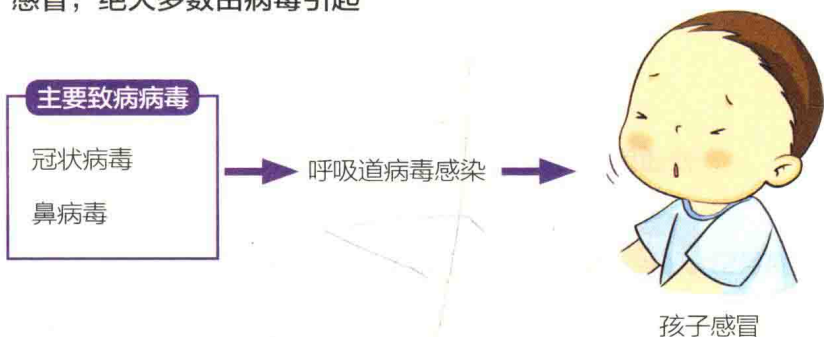 感冒，绝大多数由病毒引起
主要致病病毒
冠状病毒
鼻病毒
呼吸道病毒感染
孩子感冒